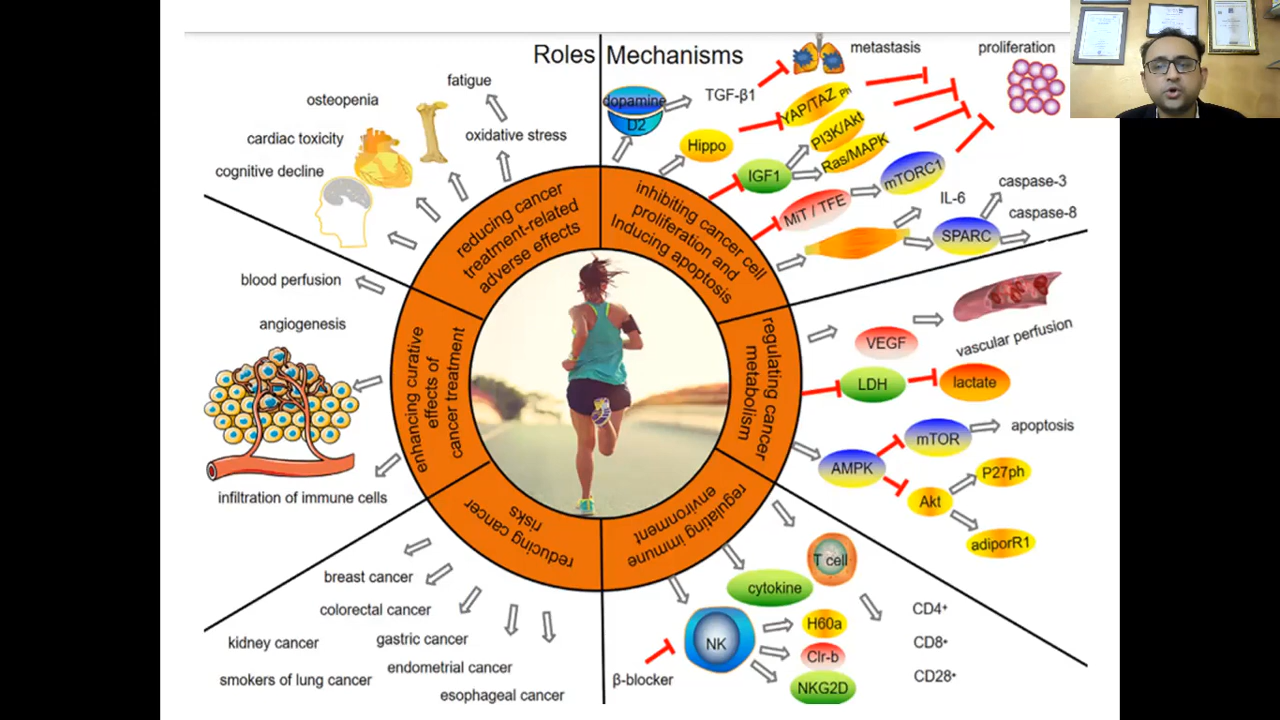 Roles
Mechanisms
fatigue
osteopenia
oxidative stress
cardiac toxicity
cognitive decline
reducing cancer
treatment-related
adverse effects
blood perfusion
angiogenesis
infiltration of immune cells
enhancing curative
effects of
cancer treatment
reducing cancer
risks
breast cancer
colorectal cancer
kidney cancer
gastric cancer
endometrial cancer
smokers of lung cancer
esophageal cancer
inhibiting cancer cell
proliferation and
Inducing apoptosis
dopamine
D2
TGF-β1
metastasis
proliferation
Hippo
YAP/TAZ Ph
IGF1
PI3K/Akt
Ras/MAPK
MiT / TFE
mTORC1
IL-6
SPARC
caspase-3
caspase-8
regulating cancer
metabolism
VEGF
vascular perfusion
LDH
lactate
AMPK
mTOR
apoptosis
Akt
P27ph
adiporR1
regulating immune
environment
T cell
cytokine
CD4+
CD8+
CD28+
NK
β-blocker
H60a
Clr-b
NKG2D